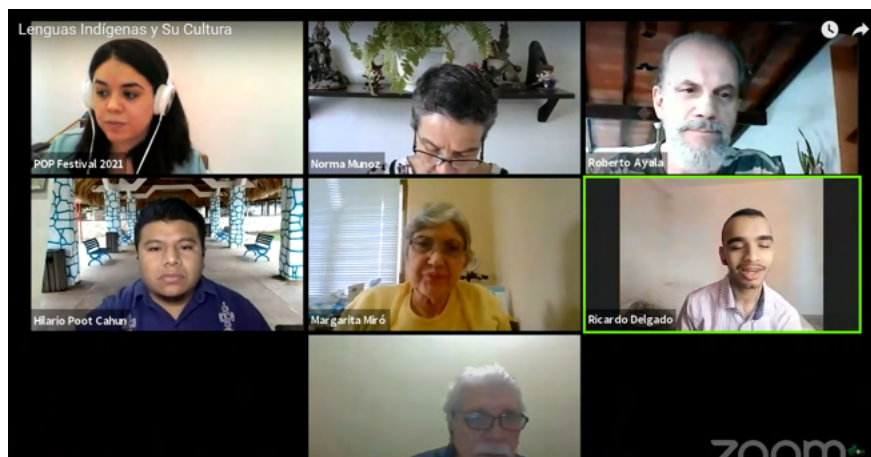 Lenguas Indígenas y Su Cultura
POP Festival 2021
Norma Munoz
Roberto Ayala
Hilario Poot Cahun
Margarita Miró
Ricardo Delgado
zoom